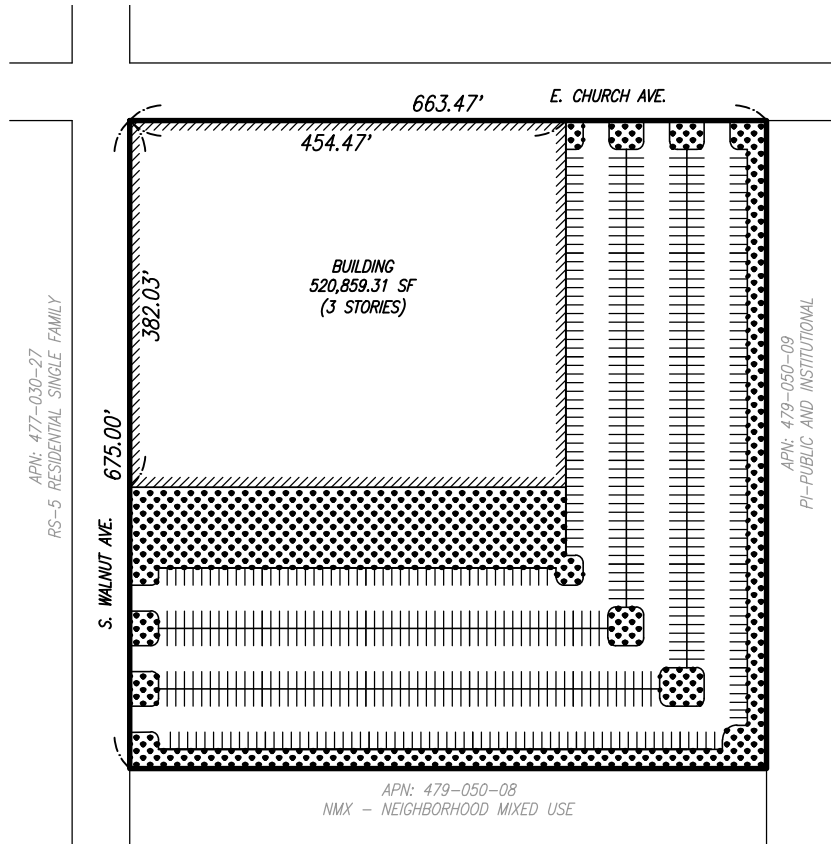 663.47'
E. CHURCH AVE.
454.47'
BUILDING
520,859.31 SF
(3 STORIES)
382.03'
675.00'
S. WALNUT AVE.
APN: 477-030-27
RS-5 RESIDENTIAL SINGLE FAMILY
APN: 479-050-09
PI-PUBLIC AND INSTITUTIONAL
APN: 479-050-08
NMX - NEIGHBORHOOD MIXED USE